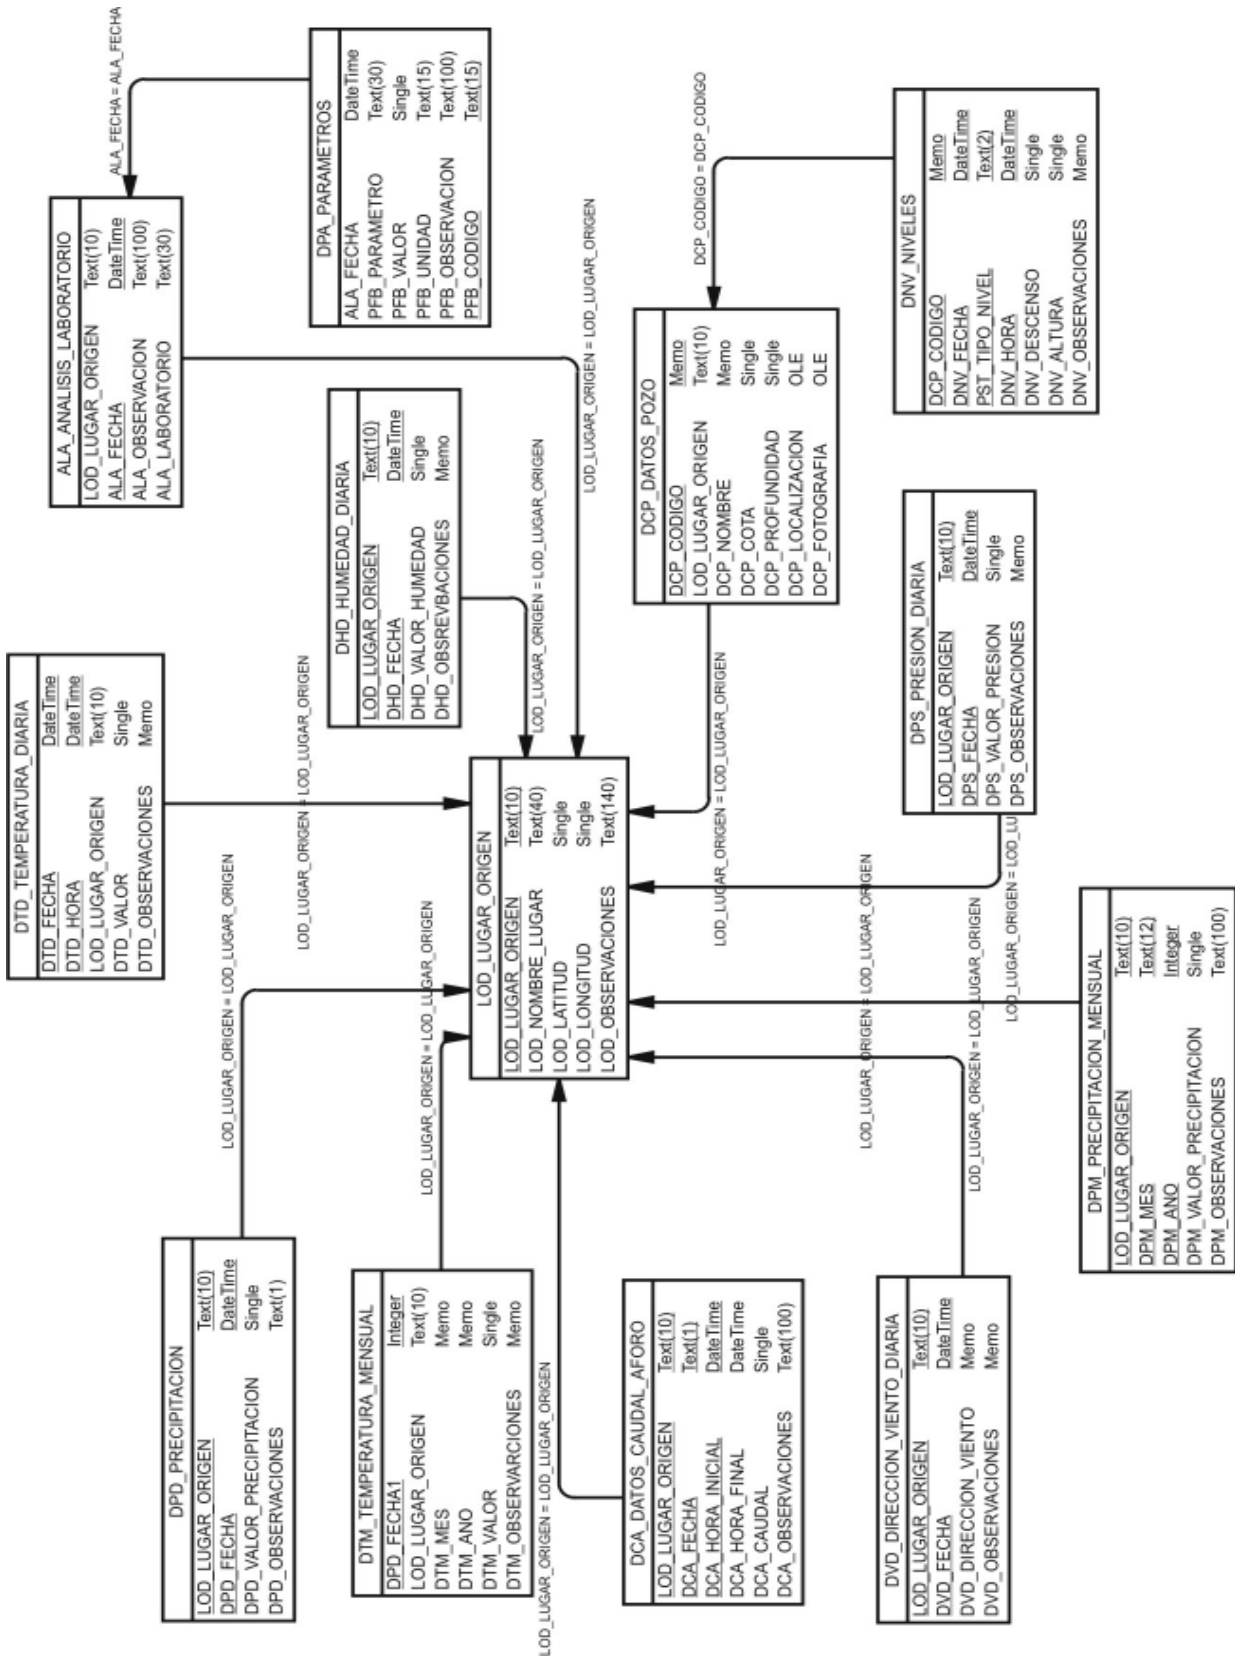 DPD_PRECIPITACION
LOD_LUGAR_ORIGEN Text(10)
DPD_FECHA DateTime
DPD_VALOR_PRECIPITACION Single
DPD_OBSERVACIONES Text(1)
LOD_LUGAR_ORIGEN = LOD_LUGAR_ORIGEN
DTD_TEMPERATURA_DIARIA
DTD_FECHA DateTime
DTD_HORA DateTime
LOD_LUGAR_ORIGEN Text(10)
DTD_VALOR Single
DTD_OBSERVACIONES Memo
LOD_LUGAR_ORIGEN = LOD_LUGAR_ORIGEN
ALA_ANALISIS_LABORATORIO
LOD_LUGAR_ORIGEN Text(10)
ALA_FECHA DateTime
ALA_OBSERVACION Text(100)
ALA_LABORATORIO Text(30)
ALA_FECHA = ALA_FECHA
DTM_TEMPERATURA_MENSUAL
DPD_FECHA1 Integer
LOD_LUGAR_ORIGEN Text(10)
DTM_MES Memo
DTM_ANO Memo
DTM_VALOR Single
DTM_OBSERVARCIONES Memo
LOD_LUGAR_ORIGEN = LOD_LUGAR_ORIGEN
DHD_HUMEDAD_DIARIA
LOD_LUGAR_ORIGEN Text(10)
DHD_FECHA DateTime
DHD_VALOR_HUMEDAD Single
DHD_OBSREVBACIONES Memo
LOD_LUGAR_ORIGEN = LOD_LUGAR_ORIGEN
DPA_PARAMETROS
ALA_FECHA DateTime
PFB_PARAMETRO Text(30)
PFB_VALOR Single
PFB_UNIDAD Text(15)
PFB_OBSERVACION Text(100)
PFB_CODIGO Text(15)
LOD_LUGAR_ORIGEN
LOD_LUGAR_ORIGEN Text(10)
LOD_NOMBRE_LUGAR Text(40)
LOD_LATITUD Single
LOD_LONGITUD Single
LOD_OBSERVACIONES Text(140)
LOD_LUGAR_ORIGEN = LOD_LUGAR_ORIGEN
LOD_LUGAR_ORIGEN = LOD_LUGAR_ORIGEN
DCA_DATOS_CAUDAL_AFORO
LOD_LUGAR_ORIGEN Text(10)
DCA_FECHA Text(1)
DCA_HORA_INICIAL DateTime
DCA_HORA_FINAL DateTime
DCA_CAUDAL Single
DCA_OBSERVACIONES Text(100)
DCP_DATOS_POZO
DCP_CODIGO Memo
LOD_LUGAR_ORIGEN Text(10)
DCP_NOMBRE Memo
DCP_COTA Single
DCP_PROFUNDIDAD Single
DCP_LOCALIZACION OLE
DCP_FOTOGRAFIA OLE
DCP_CODIGO = DCP_CODIGO
LOD_LUGAR_ORIGEN = LOD_LUGAR_ORIGEN
LOD_LUGAR_ORIGEN = LOD_LUGAR_ORIGEN
DVD_DIRECCION_VIENTO_DIARIA
LOD_LUGAR_ORIGEN Text(10)
DVD_FECHA DateTime
DVD_DIRECCION_VIENTO Memo
DVD_OBSERVACIONES Memo
LOD_LUGAR_ORIGEN = LOD_LUGAR_ORIGEN
DPS_PRESION_DIARIA
LOD_LUGAR_ORIGEN Text(10)
DPS_FECHA DateTime
DPS_VALOR_PRESION Single
DPS_OBSERVACIONES Memo
LOD_LUGAR_ORIGEN = LOD_LU
DNV_NIVELES
DCP_CODIGO Memo
DNV_FECHA DateTime
PST_TIPO_NIVEL Text(2)
DNV_HORA DateTime
DNV_DESCENSO Single
DNV_ALTURA Single
DNV_OBSERVACIONES Memo
DPM_PRECIPITACION_MENSUAL
LOD_LUGAR_ORIGEN Text(10)
DPM_MES Text(12)
DPM_ANO Integer
DPM_VALOR_PRECIPITACION Single
DPM_OBSERVACIONES Text(100)